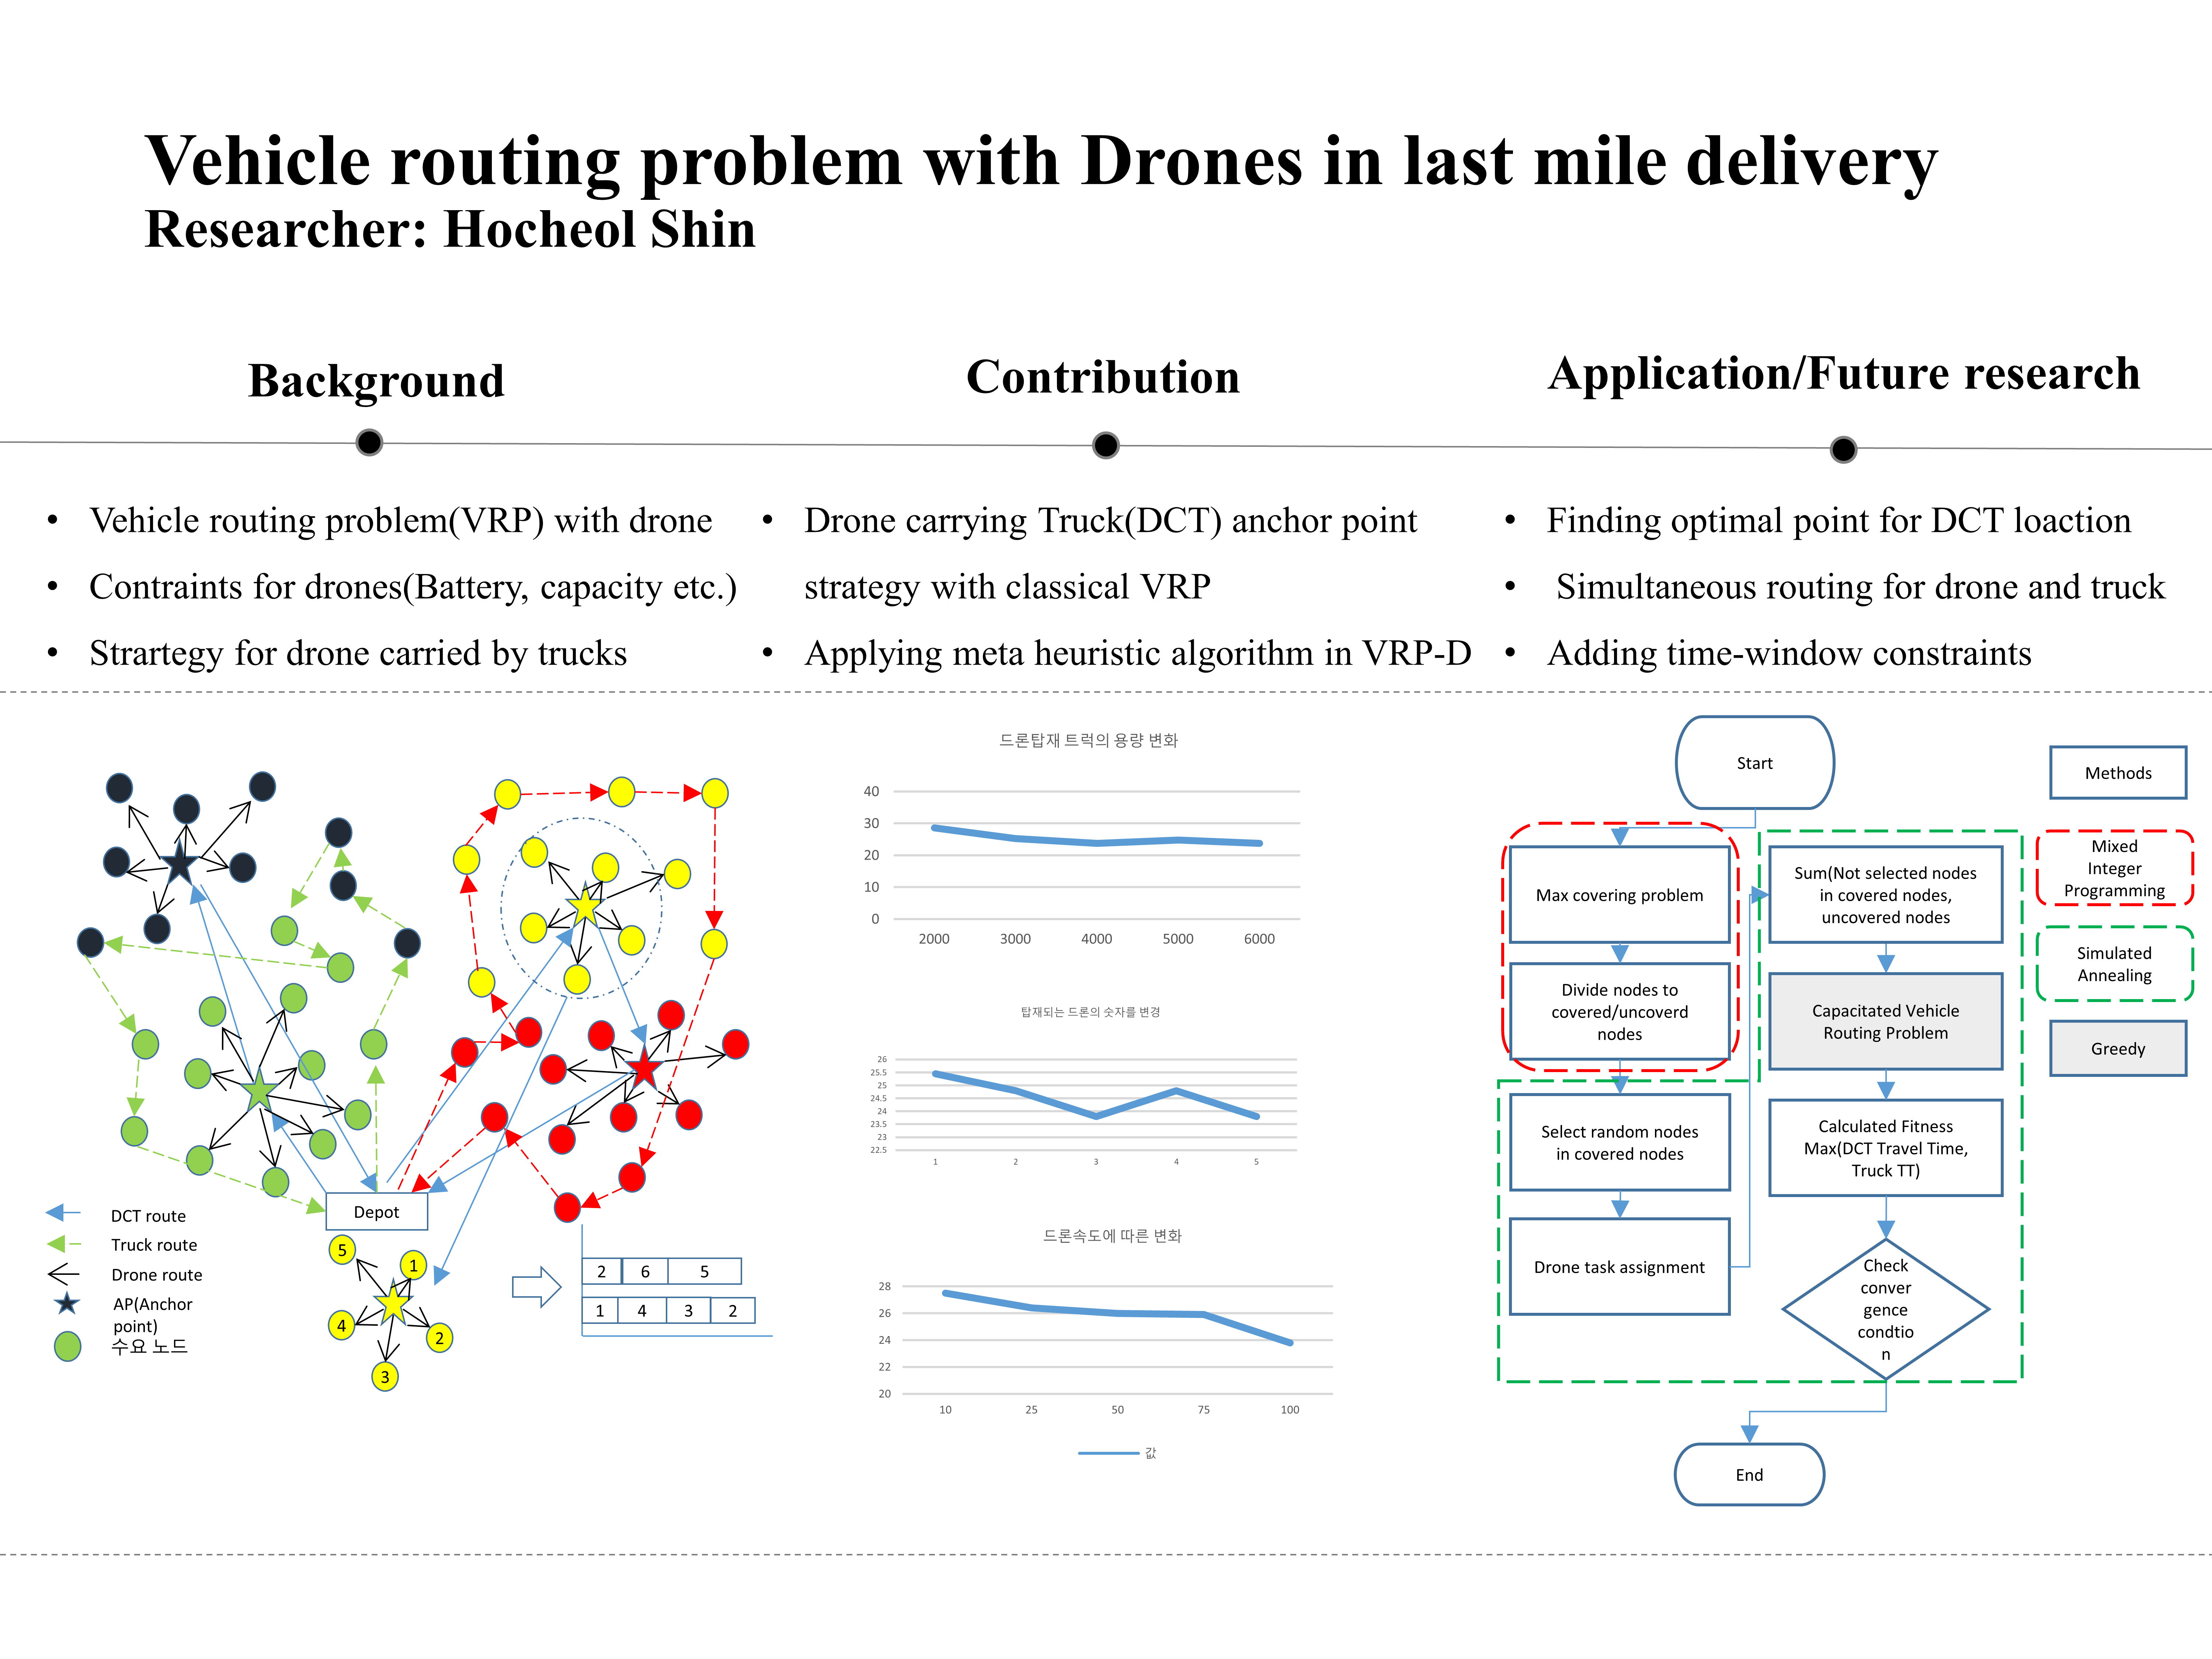 Vehicle routing problem with Drones in last mile delivery
Researcher: Hocheol Shin
Background
Contribution
Application/Future research
• Vehicle routing problem(VRP) with drone
• Contraints for drones(Battery, capacity etc.)
• Strartegy for drone carried by trucks
• Drone carrying Truck(DCT) anchor point
strategy with classical VRP
• Applying meta heuristic algorithm in VRP-D
• Finding optimal point for DCT loaction
• Simultaneous routing for drone and truck
• Adding time-window constraints
Depot
DCT route
Truck route
Drone route
AP(Anchor
point)
수요 노드
5
1
4
2
3
2 6 5
1 4 3 2
드론탑재 트럭의 용량 변화
40
30
20
10
0
2000 3000 4000 5000 6000
탑재되는 드론의 숫자를 변경
26
25.5
25
24.5
24
23.5
23
22.5
1 2 3 4 5
드론속도에 따른 변화
28
26
24
22
20
10 25 50 75 100
값
Start
Max covering problem
Divide nodes to
covered/uncoverd
nodes
Select random nodes
in covered nodes
Drone task assignment
Sum(Not selected nodes
in covered nodes,
uncovered nodes
Capacitated Vehicle
Routing Problem
Calculated Fitness
Max(DCT Travel Time,
Truck TT)
Check
conver
gence
condtio
n
End
Methods
Mixed
Integer
Programming
Simulated
Annealing
Greedy